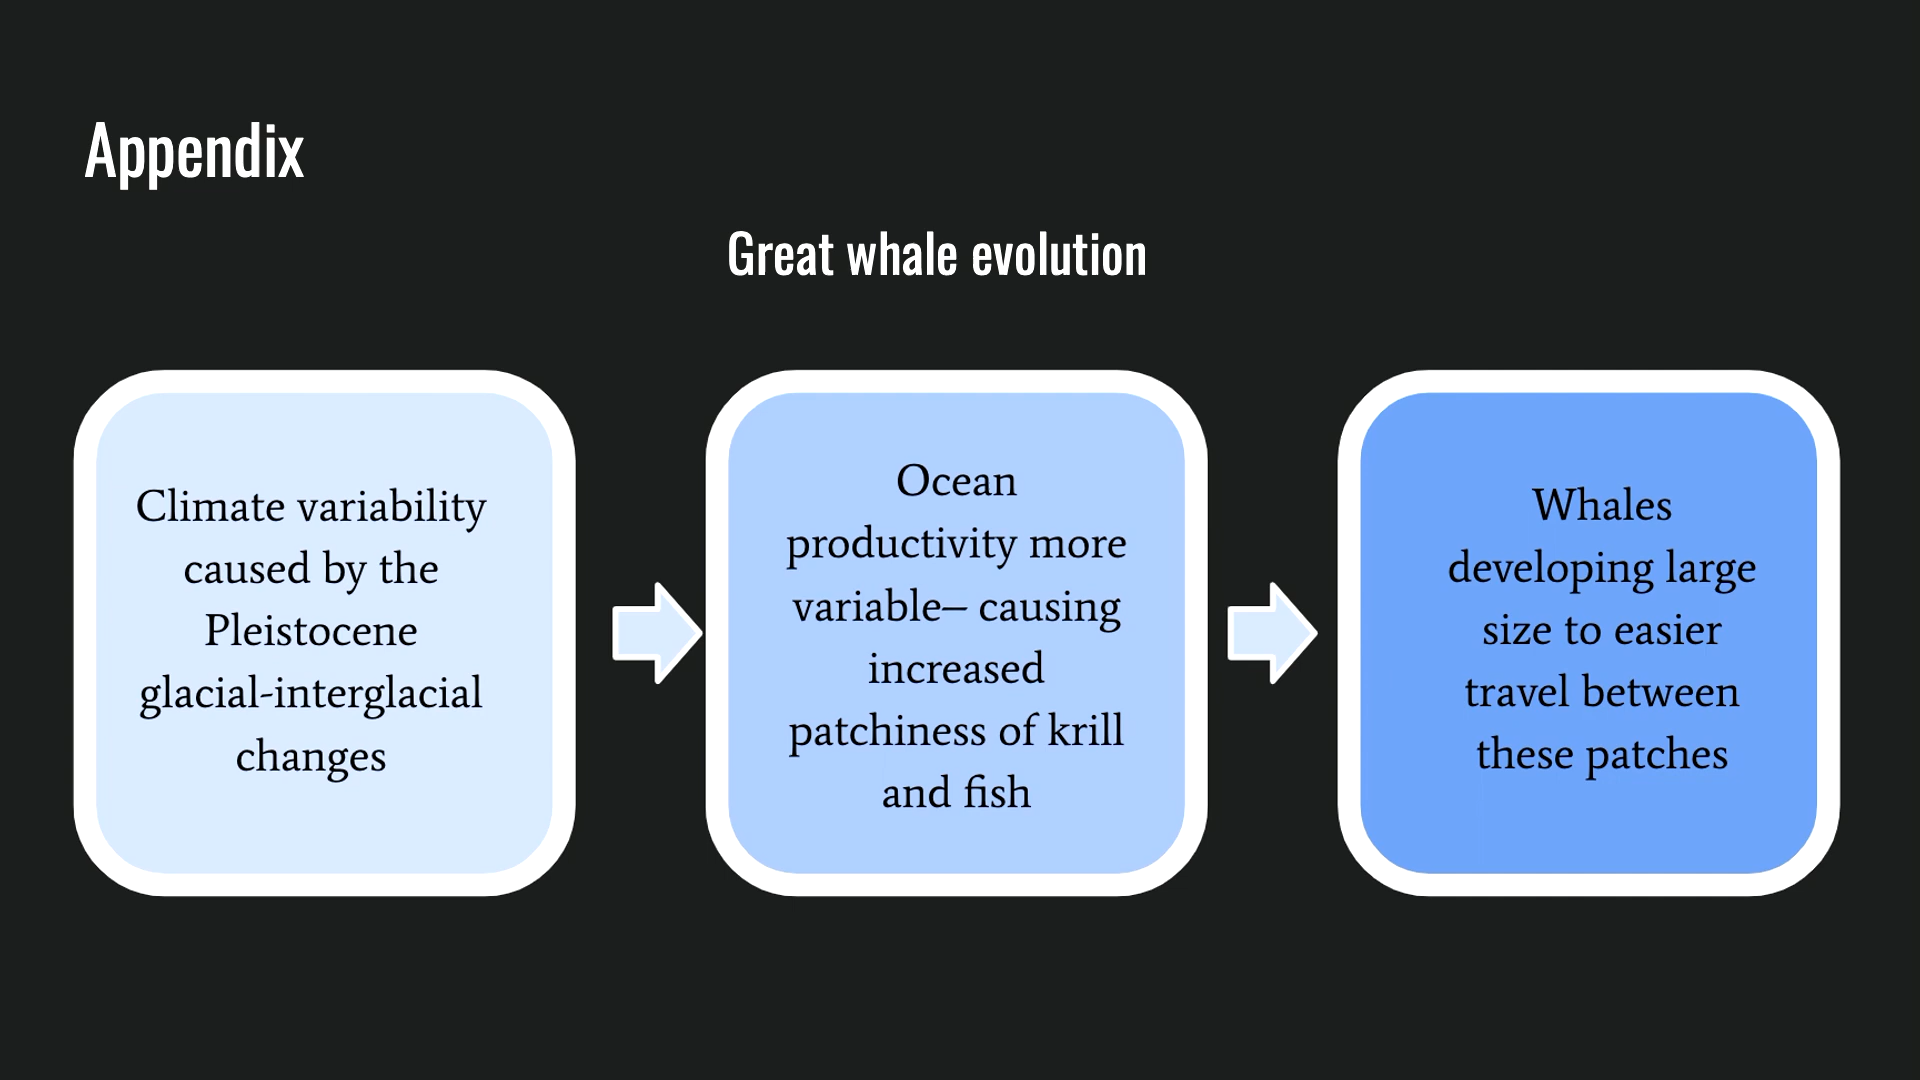 Appendix
Great whale evolution
Climate variability
caused by the
Pleistocene
glacial-interglacial
changes
Ocean
productivity more
variable– causing
increased
patchiness of krill
and fish
Whales
developing large
size to easier
travel between
these patches